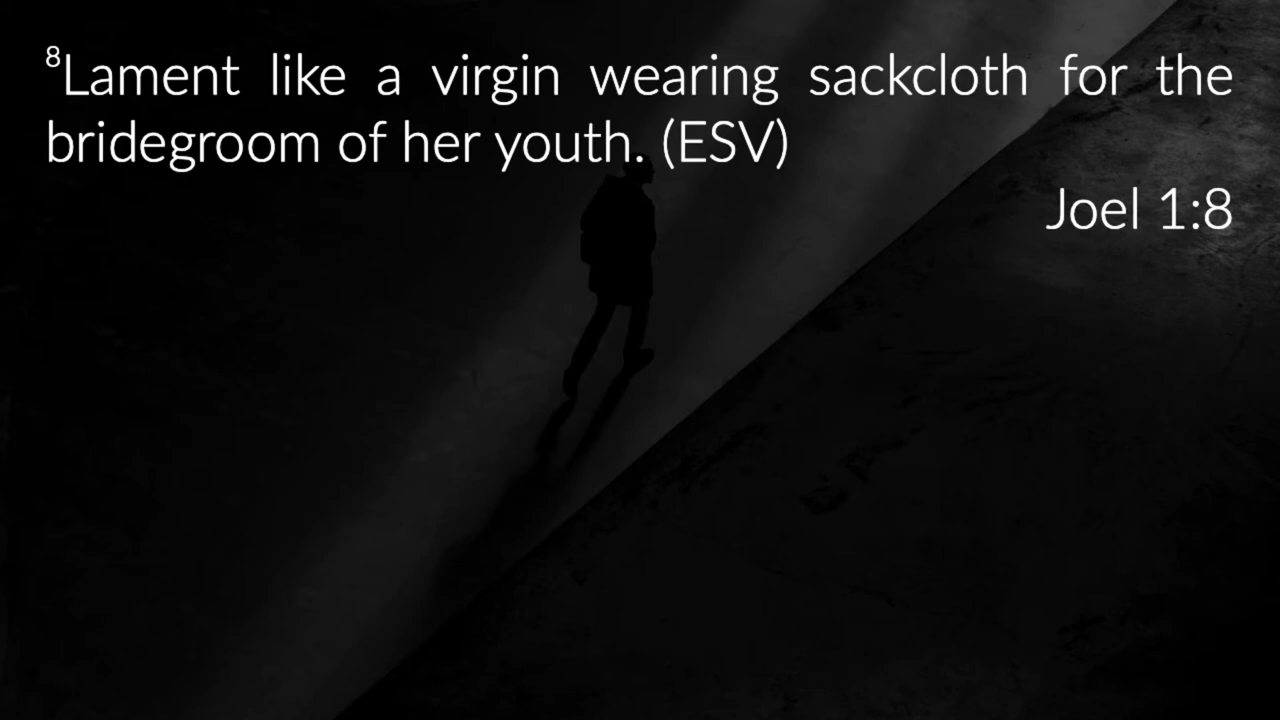 ⁸Lament like a virgin wearing sackcloth for the
bridegroom of her youth. (ESV)
Joel 1:8